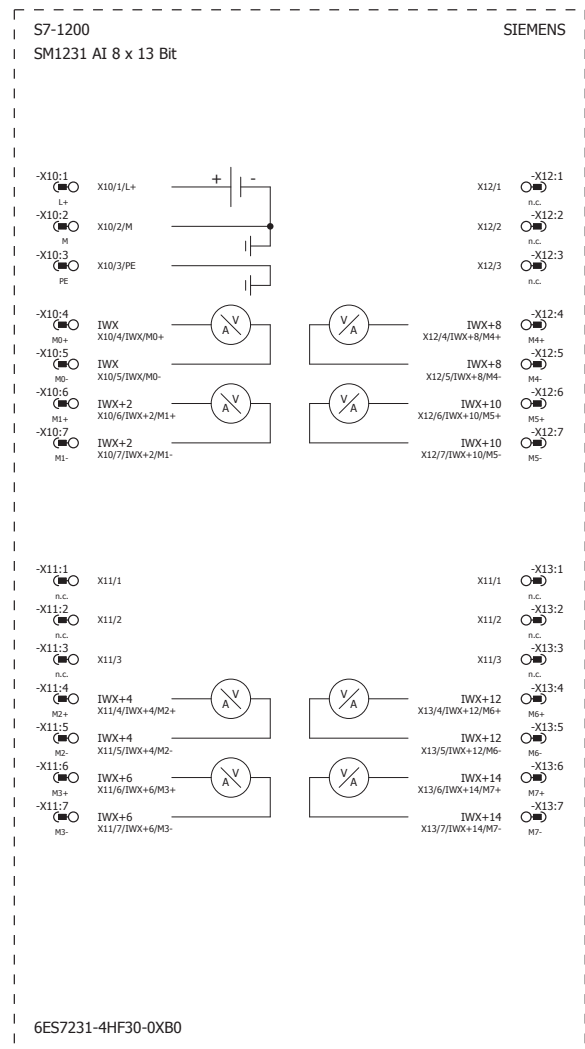 S7-1200 SIEMENS
SM1231 AI 8 x 13 Bit
-X10:1
X10/1/L+
L+
+ -
-X10:2
X10/2/M
M
-X10:3
X10/3/PE
PE
-X10:4
IWX
X10/4/IWX/M0+
M0+
V
A
-X10:5
IWX
X10/5/IWX/M0-
M0-
-X10:6
IWX+2
X10/6/IWX+2/M1+
M1+
V
A
-X10:7
IWX+2
X10/7/IWX+2/M1-
M1-
-X12:1
X12/1
n.c.
-X12:2
X12/2
n.c.
-X12:3
X12/3
n.c.
-X12:4
IWX+8
X12/4/IWX+8/M4+
M4+
V
A
-X12:5
IWX+8
X12/5/IWX+8/M4-
M4-
-X12:6
IWX+10
X12/6/IWX+10/M5+
M5+
V
A
-X12:7
IWX+10
X12/7/IWX+10/M5-
M5-
-X11:1
X11/1
n.c.
-X11:2
X11/2
n.c.
-X11:3
X11/3
n.c.
-X11:4
IWX+4
X11/4/IWX+4/M2+
M2+
V
A
-X11:5
IWX+4
X11/5/IWX+4/M2-
M2-
-X11:6
IWX+6
X11/6/IWX+6/M3+
M3+
V
A
-X11:7
IWX+6
X11/7/IWX+6/M3-
M3-
-X13:1
X11/1
n.c.
-X13:2
X11/2
n.c.
-X13:3
X11/3
n.c.
-X13:4
IWX+12
X13/4/IWX+12/M6+
M6+
V
A
-X13:5
IWX+12
X13/5/IWX+12/M6-
M6-
-X13:6
IWX+14
X13/6/IWX+14/M7+
M7+
V
A
-X13:7
IWX+14
X13/7/IWX+14/M7-
M7-
6ES7231-4HF30-0XB0